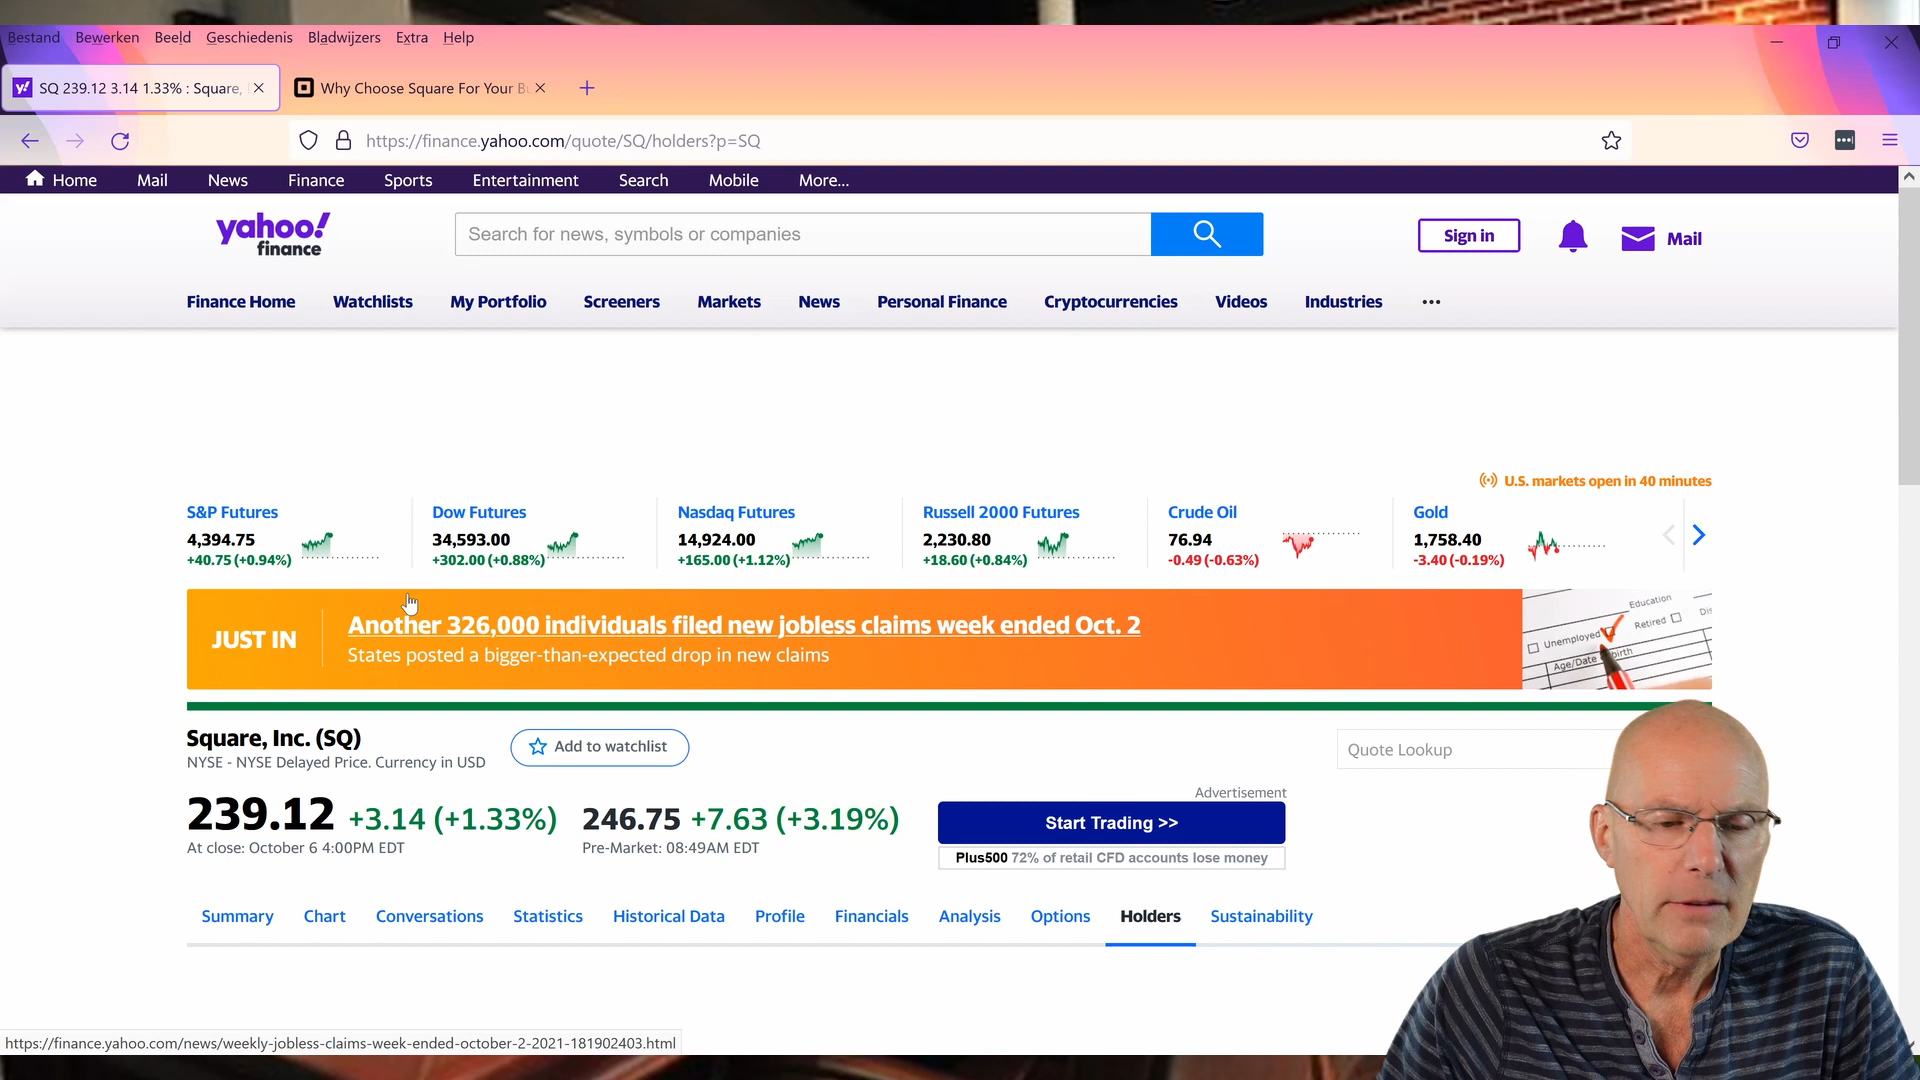 Bestand Bewerken Beeld Geschiedenis Bladwijzers Extra Help
SQ 239.12 3.14 1.33% : Square,
Why Choose Square For Your Bu
https://finance.yahoo.com/quote/SQ/holders?p=SQ
Home Mail News Finance Sports Entertainment Search Mobile More...
yahoo!
finance
Search for news, symbols or companies
Sign in
Mail
Finance Home Watchlists My Portfolio Screeners Markets News Personal Finance Cryptocurrencies Videos Industries
U.S. markets open in 40 minutes
S&P Futures
4,394.75
+40.75 (+0.94%)
Dow Futures
34,593.00
+302.00 (+0.88%)
Nasdaq Futures
14,924.00
+165.00 (+1.12%)
Russell 2000 Futures
2,230.80
+18.60 (+0.84%)
Crude Oil
76.94
-0.49 (-0.63%)
Gold
1,758.40
-3.40 (-0.19%)
JUST IN
Another 326,000 individuals filed new jobless claims week ended Oct. 2
States posted a bigger-than-expected drop in new claims
Education
Unemployed
Retired
Age/Date
Square, Inc. (SQ)
NYSE - NYSE Delayed Price. Currency in USD
Add to watchlist
Quote Lookup
239.12 +3.14 (+1.33%)
At close: October 6 4:00PM EDT
246.75 +7.63 (+3.19%)
Pre-Market: 08:49AM EDT
Advertisement
Start Trading >>
Plus500 72% of retail CFD accounts lose money
Summary Chart Conversations Statistics Historical Data Profile Financials Analysis Options Holders Sustainability
https://finance.yahoo.com/news/weekly-jobless-claims-week-ended-october-2-2021-181902403.html